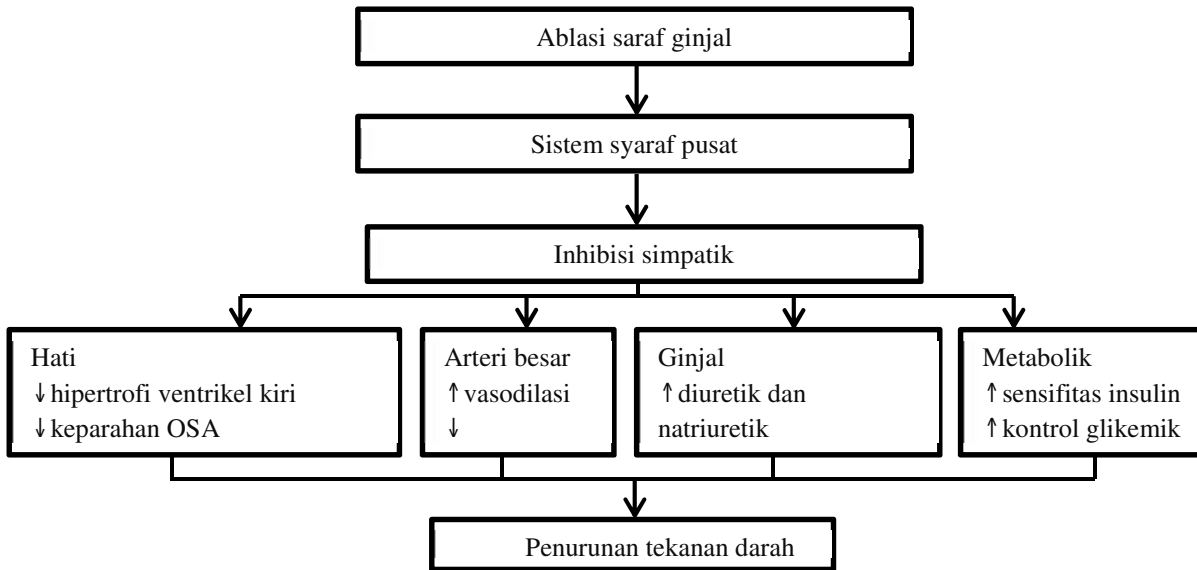 Ablasi saraf ginjal
Sistem syaraf pusat
Inhibisi simpatik
Hati
↓ hipertrofi ventrikel kiri
↓ keparahan OSA
Arteri besar
↑ vasodilasi
↓
Ginjal
↑ diuretik dan
natriuretik
Metabolik
↑ sensifitas insulin
↑ kontrol glikemik
Penurunan tekanan darah